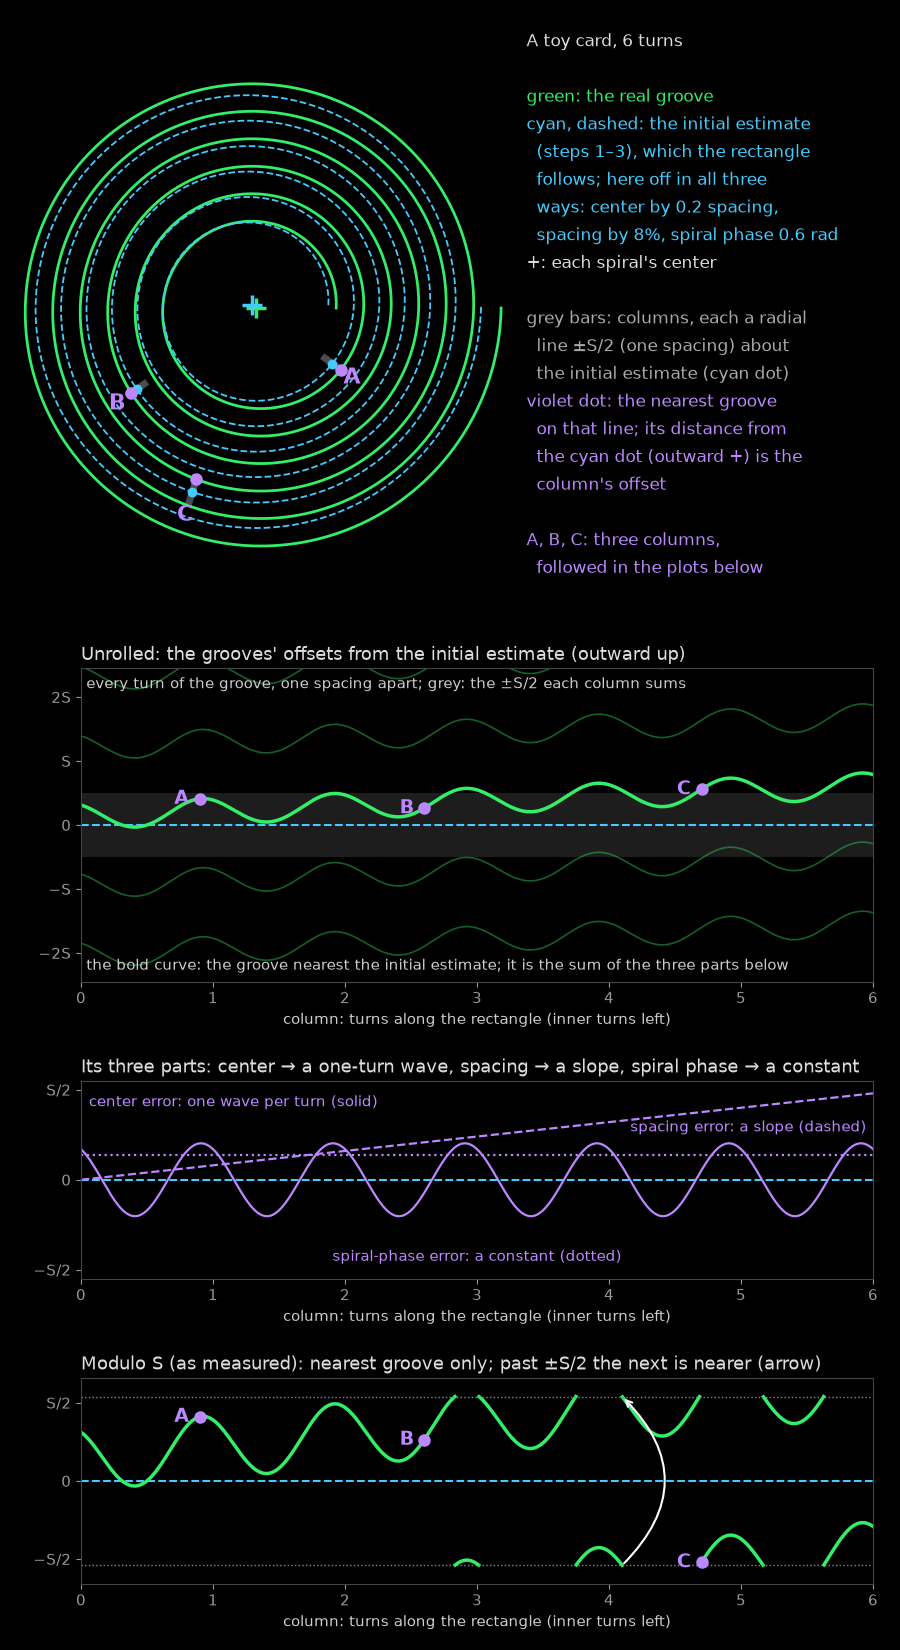 A toy card, 6 turns
green: the real groove
cyan, dashed: the initial estimate
(steps 1–3), which the rectangle
follows; here off in all three
ways: center by 0.2 spacing,
spacing by 8%, spiral phase 0.6 rad
+: each spiral's center
grey bars: columns, each a radial
line ±S/2 (one spacing) about
the initial estimate (cyan dot)
violet dot: the nearest groove
on that line; its distance from
the cyan dot (outward +) is the
column's offset
A, B, C: three columns,
followed in the plots below
A
B
C
Unrolled: the grooves' offsets from the initial estimate (outward up)
every turn of the groove, one spacing apart; grey: the ±S/2 each column sums
2S
S
0
−S
−2S
A
B
C
the bold curve: the groove nearest the initial estimate; it is the sum of the three parts below
0 1 2 3 4 5 6
column: turns along the rectangle (inner turns left)
Its three parts: center → a one-turn wave, spacing → a slope, spiral phase → a constant
S/2
0
−S/2
center error: one wave per turn (solid)
spacing error: a slope (dashed)
spiral-phase error: a constant (dotted)
0 1 2 3 4 5 6
column: turns along the rectangle (inner turns left)
Modulo S (as measured): nearest groove only; past ±S/2 the next is nearer (arrow)
S/2
0
−S/2
A
B
C
0 1 2 3 4 5 6
column: turns along the rectangle (inner turns left)